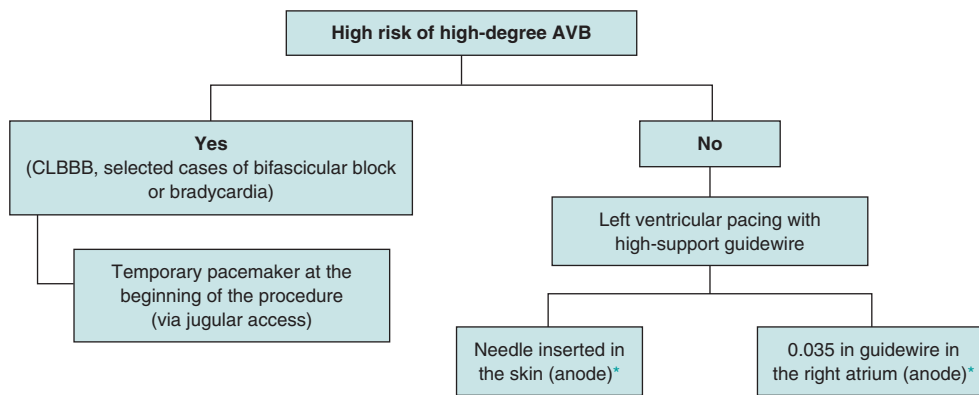 High risk of high-degree AVB
Yes
(CLBBB, selected cases of bifascicular block
or bradycardia)
No
Left ventricular pacing with
high-support guidewire
Temporary pacemaker at the
beginning of the procedure
(via jugular access)
Needle inserted in
the skin (anode)*
0.035 in guidewire in
the right atrium (anode)*